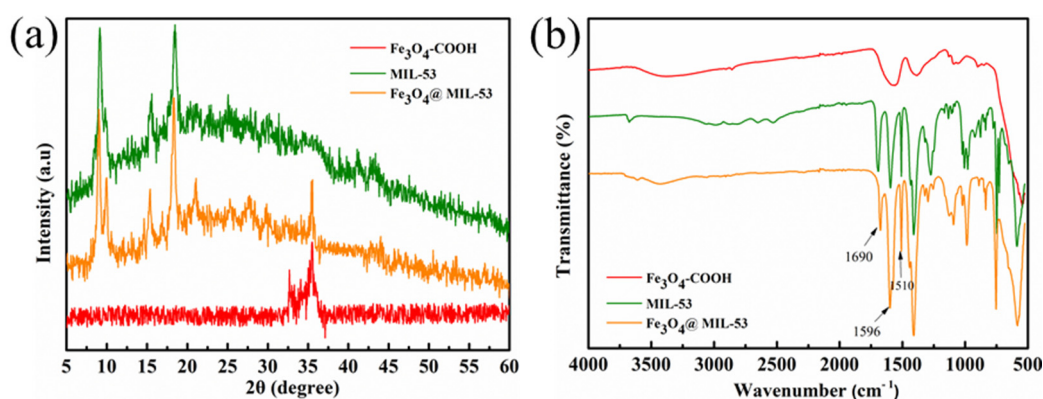 (a)
Fe3O4-COOH
MIL-53
Fe3O4@ MIL-53
Intensity (a.u)
5 10 15 20 25 30 35 40 45 50 55 60
2θ (degree)
(b)
Transmittance (%)
1690
1510
1596
Fe3O4-COOH
MIL-53
Fe3O4@ MIL-53
4000 3500 3000 2500 2000 1500 1000 500
Wavenumber (cm-1)